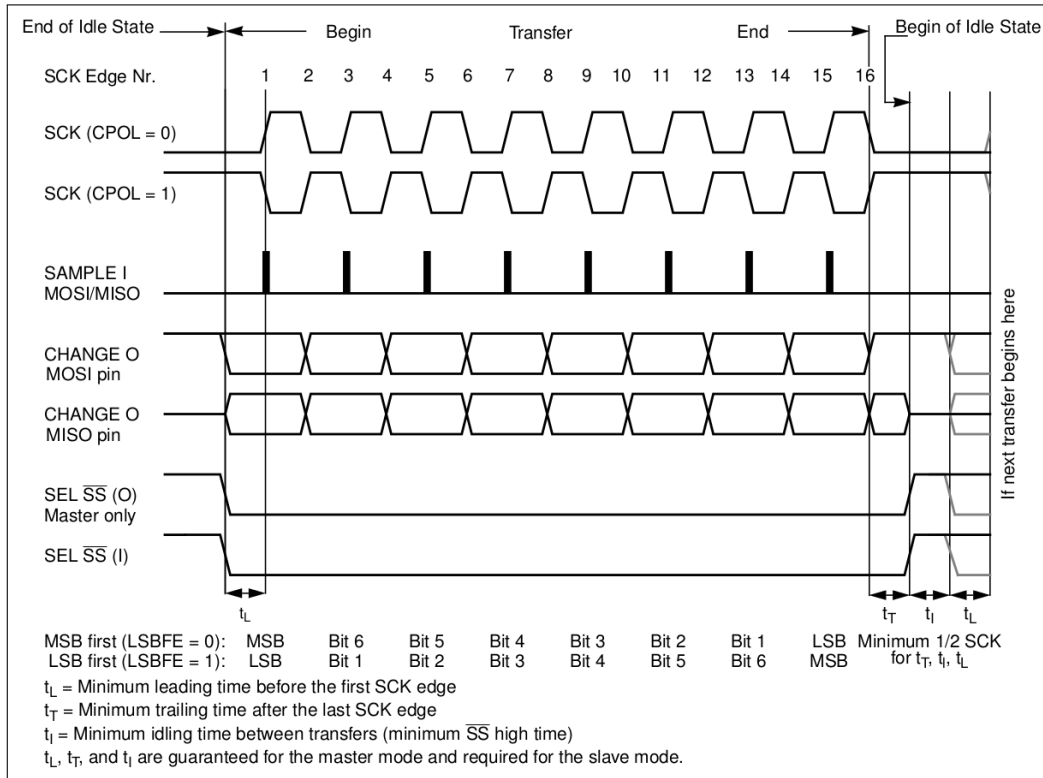 End of Idle State Begin Transfer End Begin of Idle State
SCK Edge Nr. 1 2 3 4 5 6 7 8 9 10 11 12 13 14 15 16
SCK (CPOL = 0)
SCK (CPOL = 1)
SAMPLE I
MOSI/MISO
CHANGE O
MOSI pin
CHANGE O
MISO pin
SEL S̅S̅ (O)
Master only
SEL S̅S̅ (I)
If next transfer begins here
tL tT tI tL
MSB first (LSBFE = 0): MSB Bit 6 Bit 5 Bit 4 Bit 3 Bit 2 Bit 1 LSB Minimum 1/2 SCK
LSB first (LSBFE = 1): LSB Bit 1 Bit 2 Bit 3 Bit 4 Bit 5 Bit 6 MSB for tT, tI, tL
tL = Minimum leading time before the first SCK edge
tT = Minimum trailing time after the last SCK edge
tI = Minimum idling time between transfers (minimum S̅S̅ high time)
tL, tT, and tI are guaranteed for the master mode and required for the slave mode.